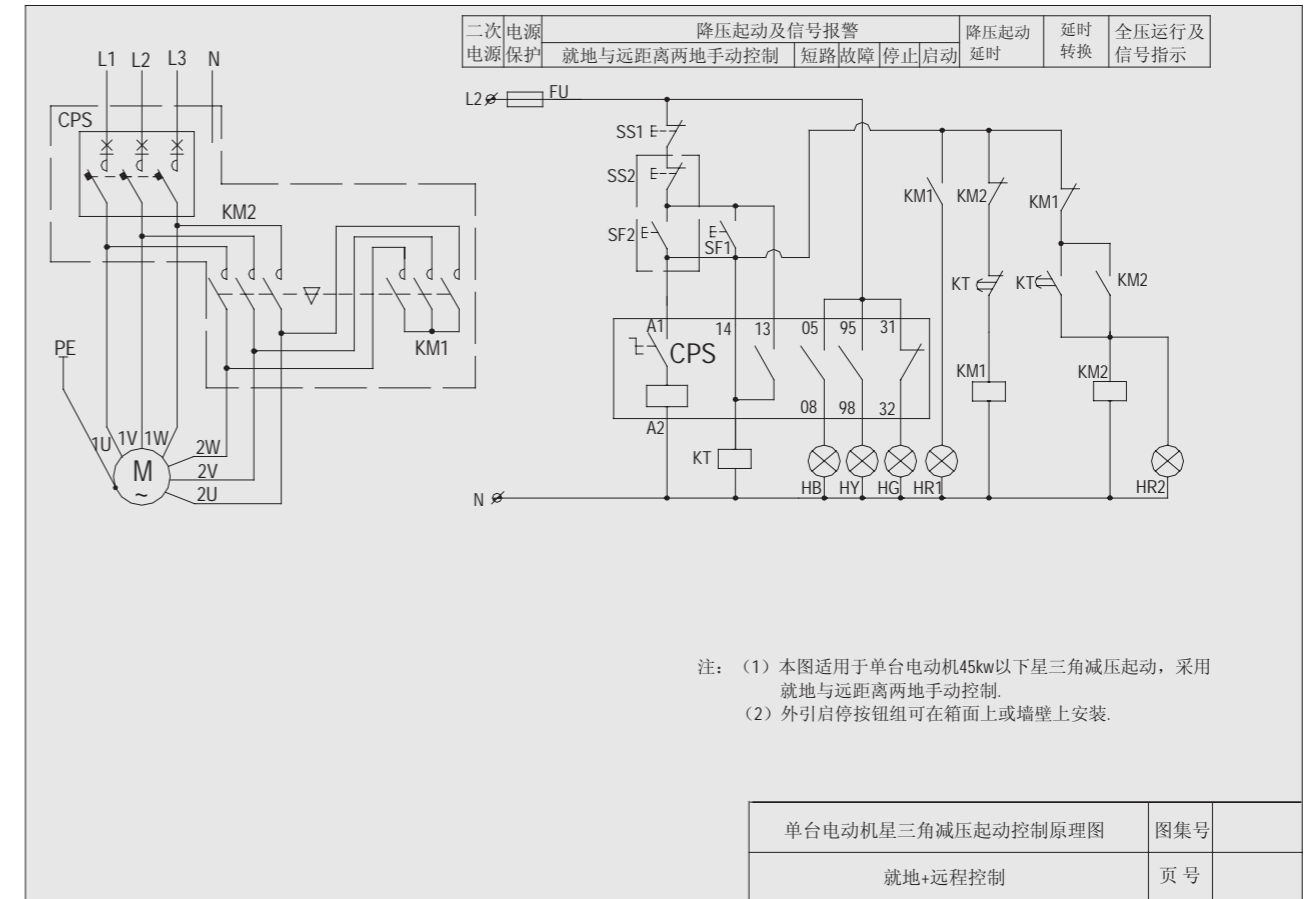 二次 电源 降压起动及信号报警 降压起动 延时 全压运行及
电源 保护 就地与远距离两地手动控制 短路 故障 停止 启动 延时 转换 信号指示
L1 L2 L3 N
CPS
KM2
KM1
PE
1U 1V 1W
M
~
2W
2V
2U
L2 FU
SS1 E
SS2 E
SF2 E E
SF1
KM1 KM2 KM1
KT KT KM2
A1 14 13 05 95 31
CPS
KM1 KM2
08 98 32
A2
KT
HB HY HG HR1 HR2
N
注：（1）本图适用于单台电动机45kw以下星三角减压起动，采用
就地与远距离两地手动控制.
（2）外引启停按钮组可在箱面上或墙壁上安装.
单台电动机星三角减压起动控制原理图 图集号
就地+远程控制 页 号